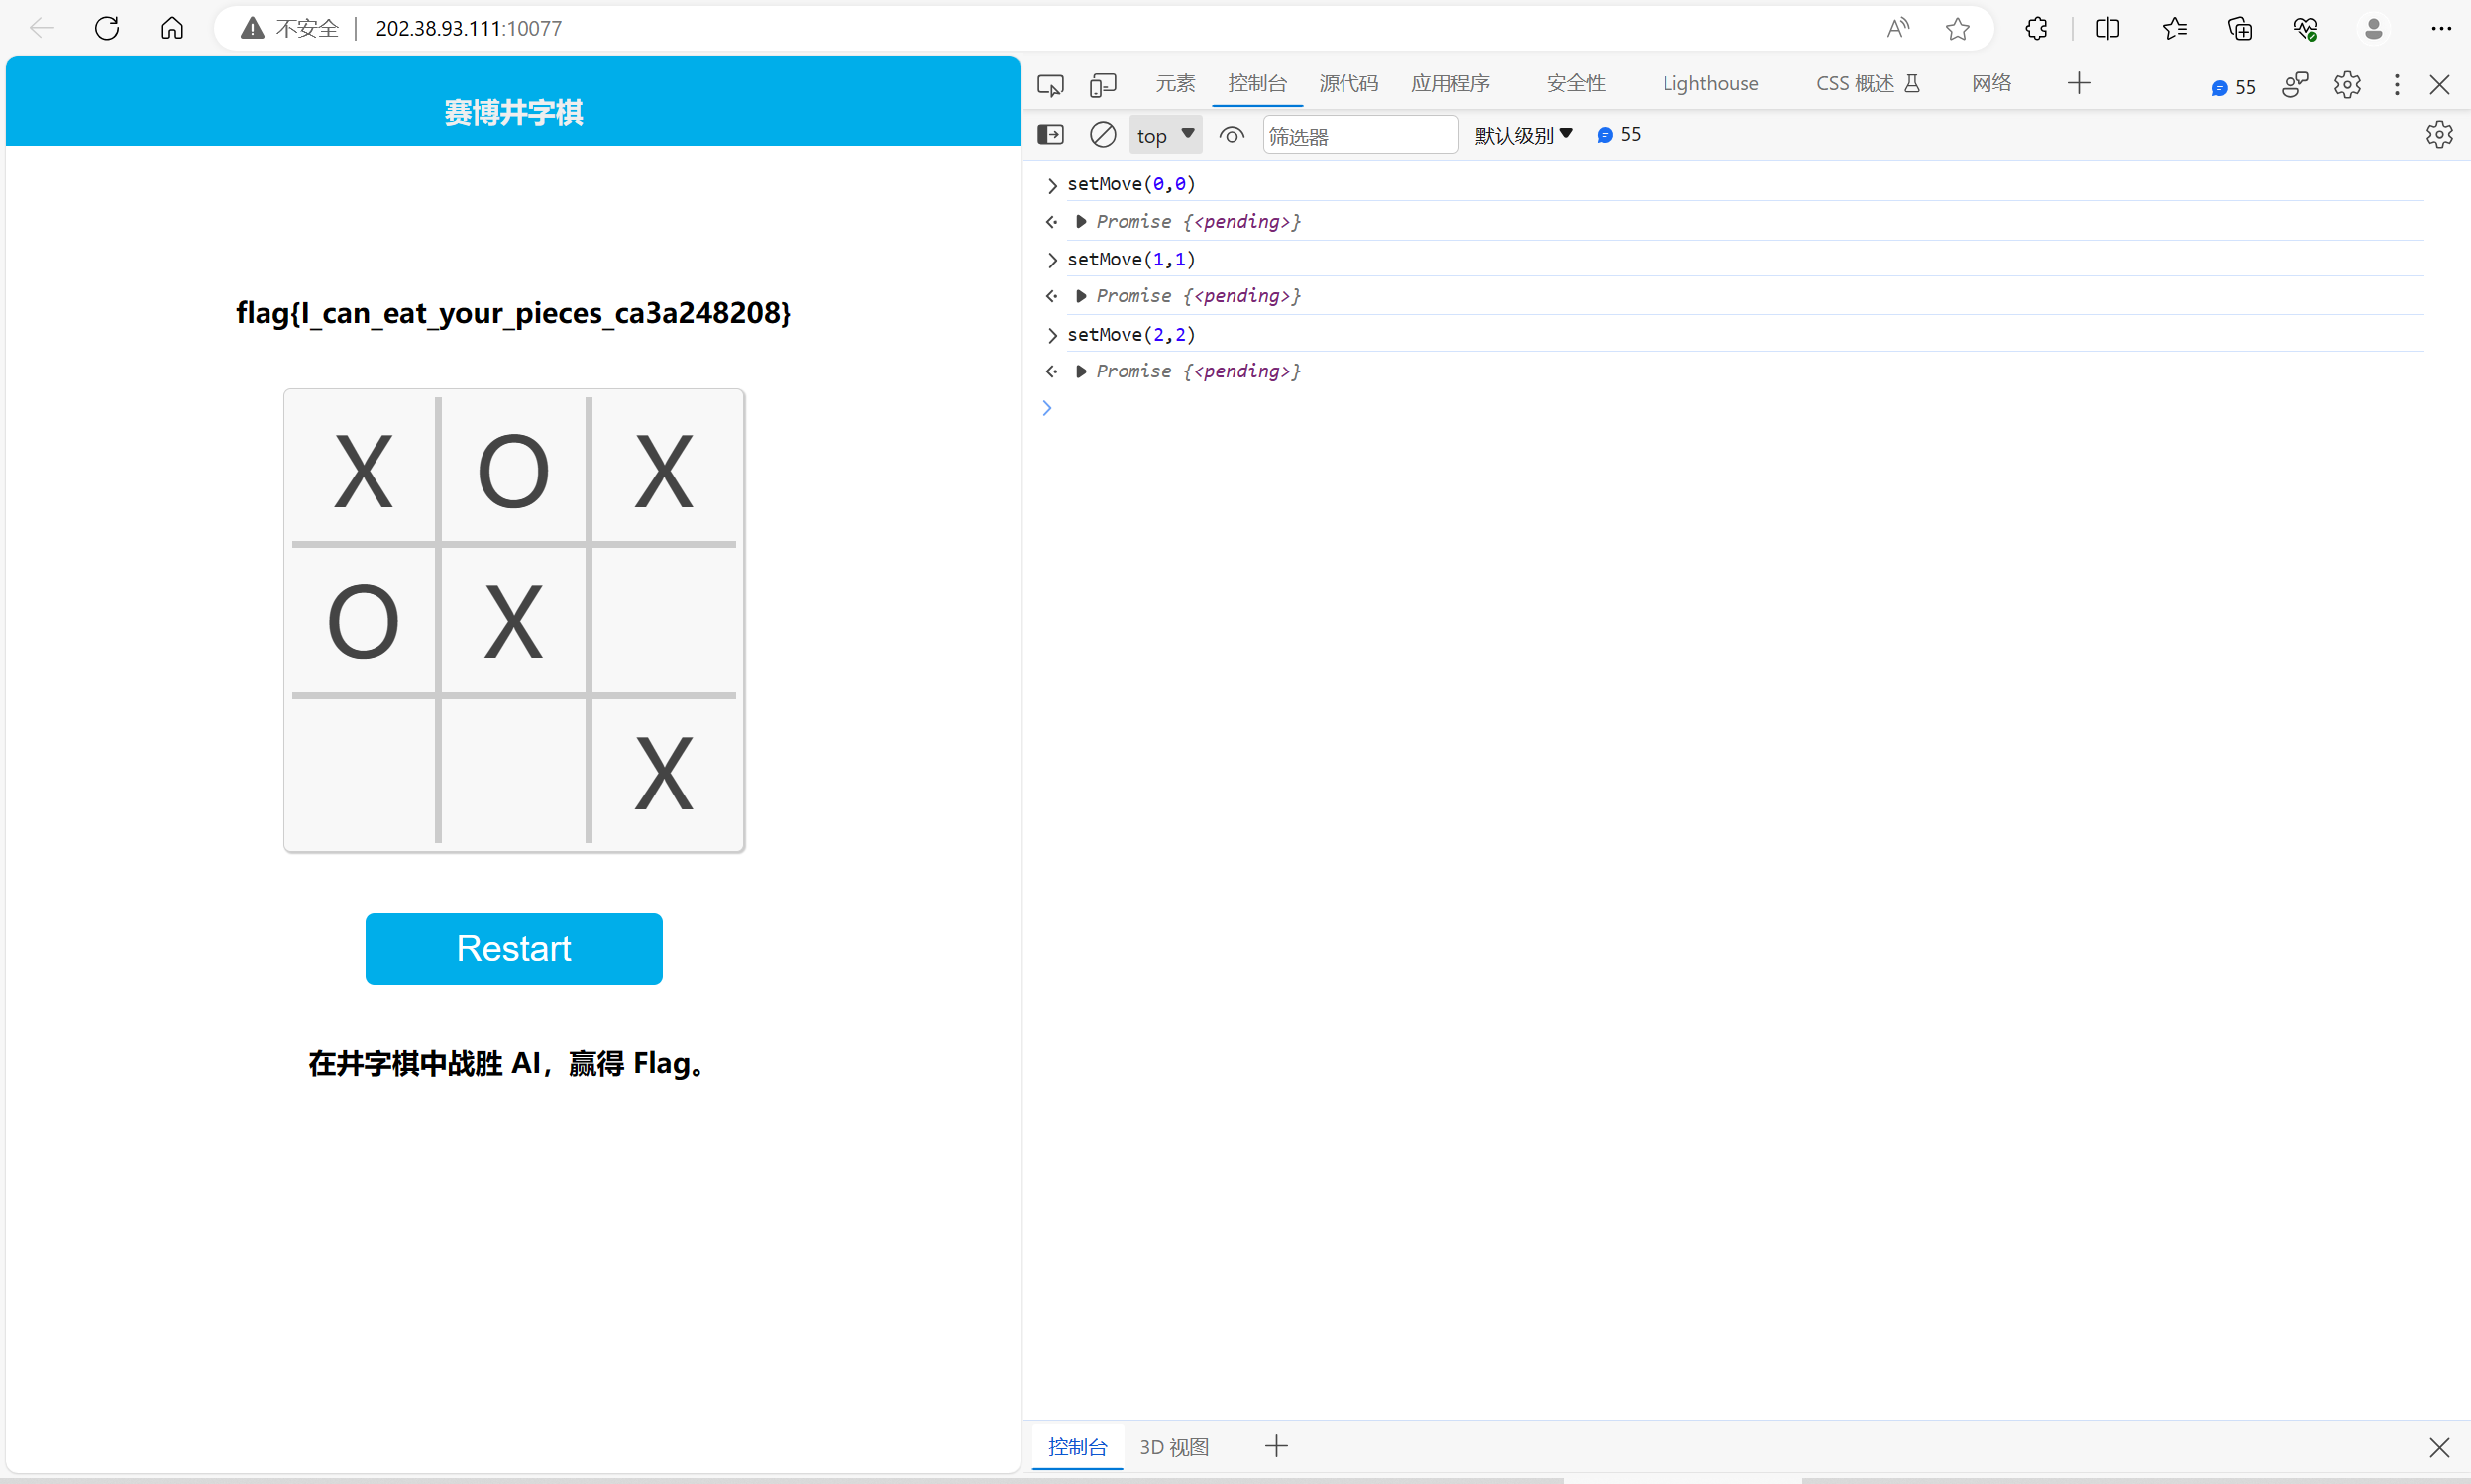 不安全 | 202.38.93.111:10077
赛博井字棋
flag{I_can_eat_your_pieces_ca3a248208}
X O X
O X
X
Restart
在井字棋中战胜 AI，赢得 Flag。
元素 控制台 源代码 应用程序 安全性 Lighthouse CSS 概述 网络 55
top 筛选器 默认级别 55
setMove(0,0)
Promise {<pending>}
setMove(1,1)
Promise {<pending>}
setMove(2,2)
Promise {<pending>}
控制台 3D 视图